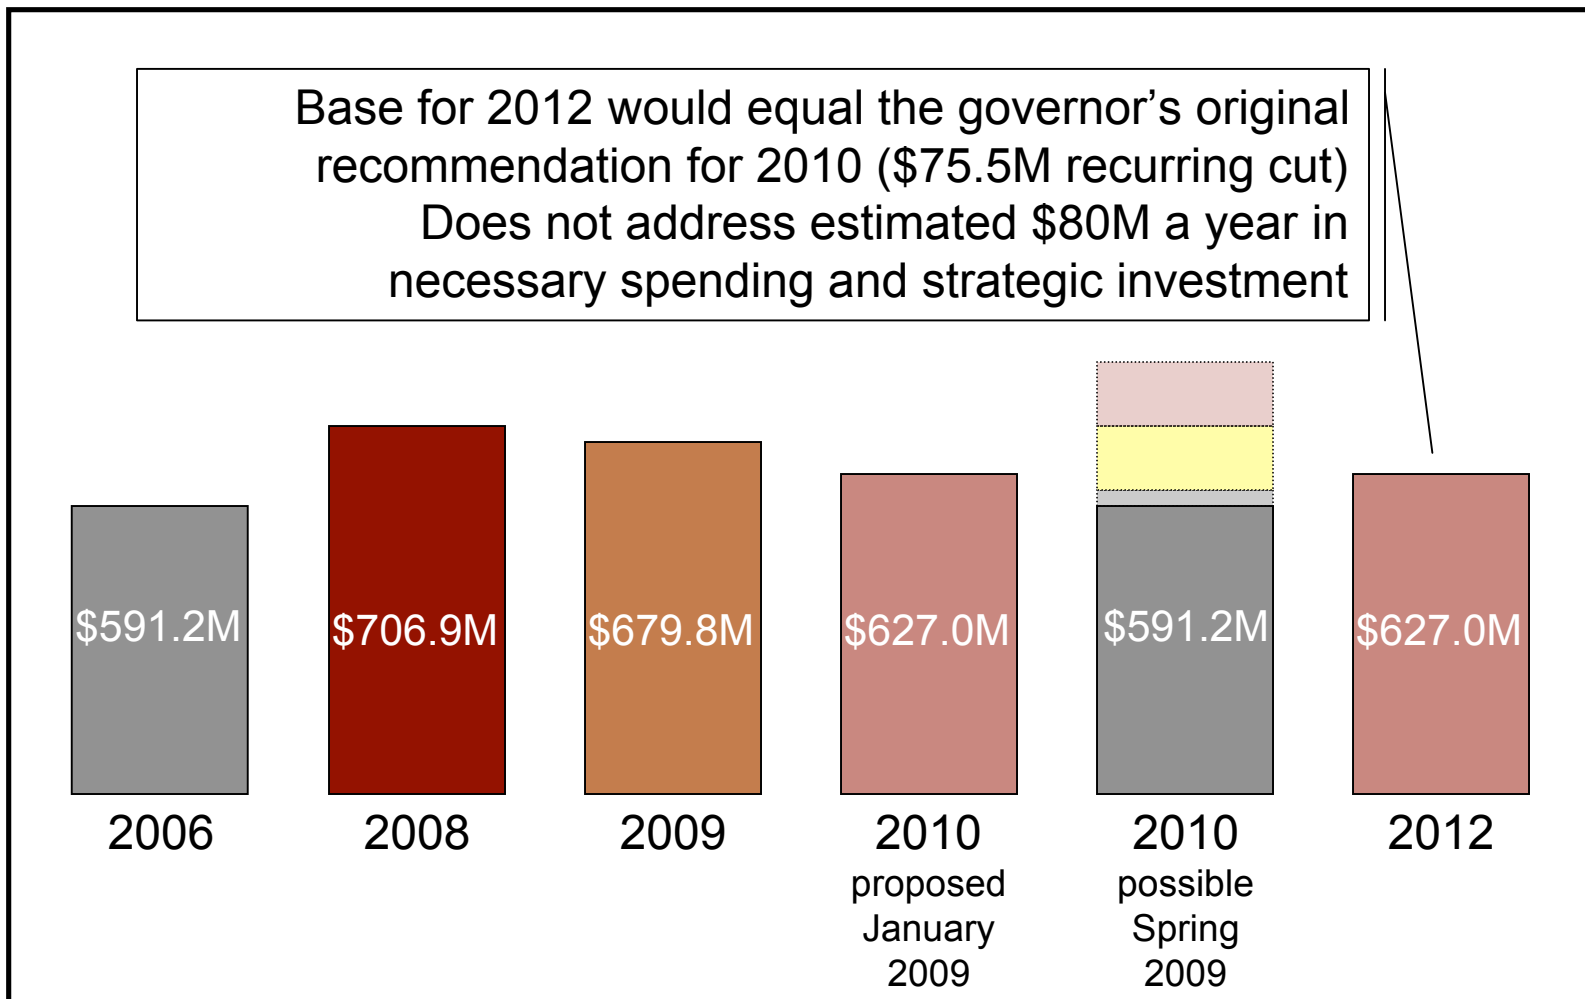 Base for 2012 would equal the governor’s original
recommendation for 2010 ($75.5M recurring cut)
Does not address estimated $80M a year in
necessary spending and strategic investment
$591.2M
$706.9M
$679.8M
$627.0M
$591.2M
$627.0M
2006
2008
2009
2010
proposed
January
2009
2010
possible
Spring
2009
2012